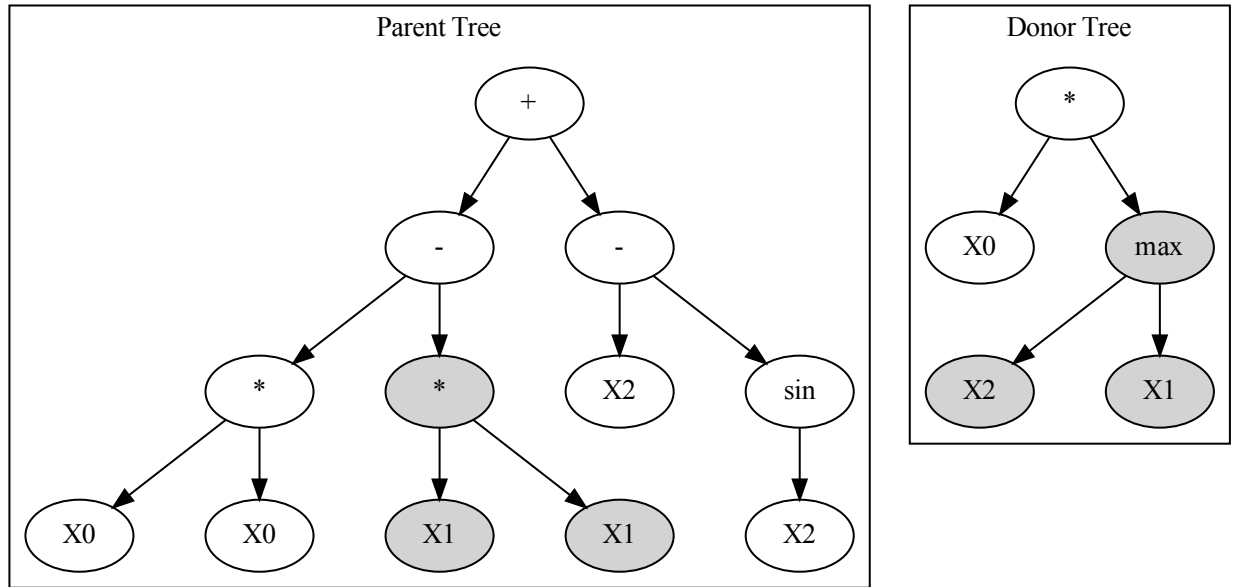 Parent Tree
+
-
-
*
*
X2
sin
X0
X0
X1
X1
X2
Donor Tree
*
X0
max
X2
X1